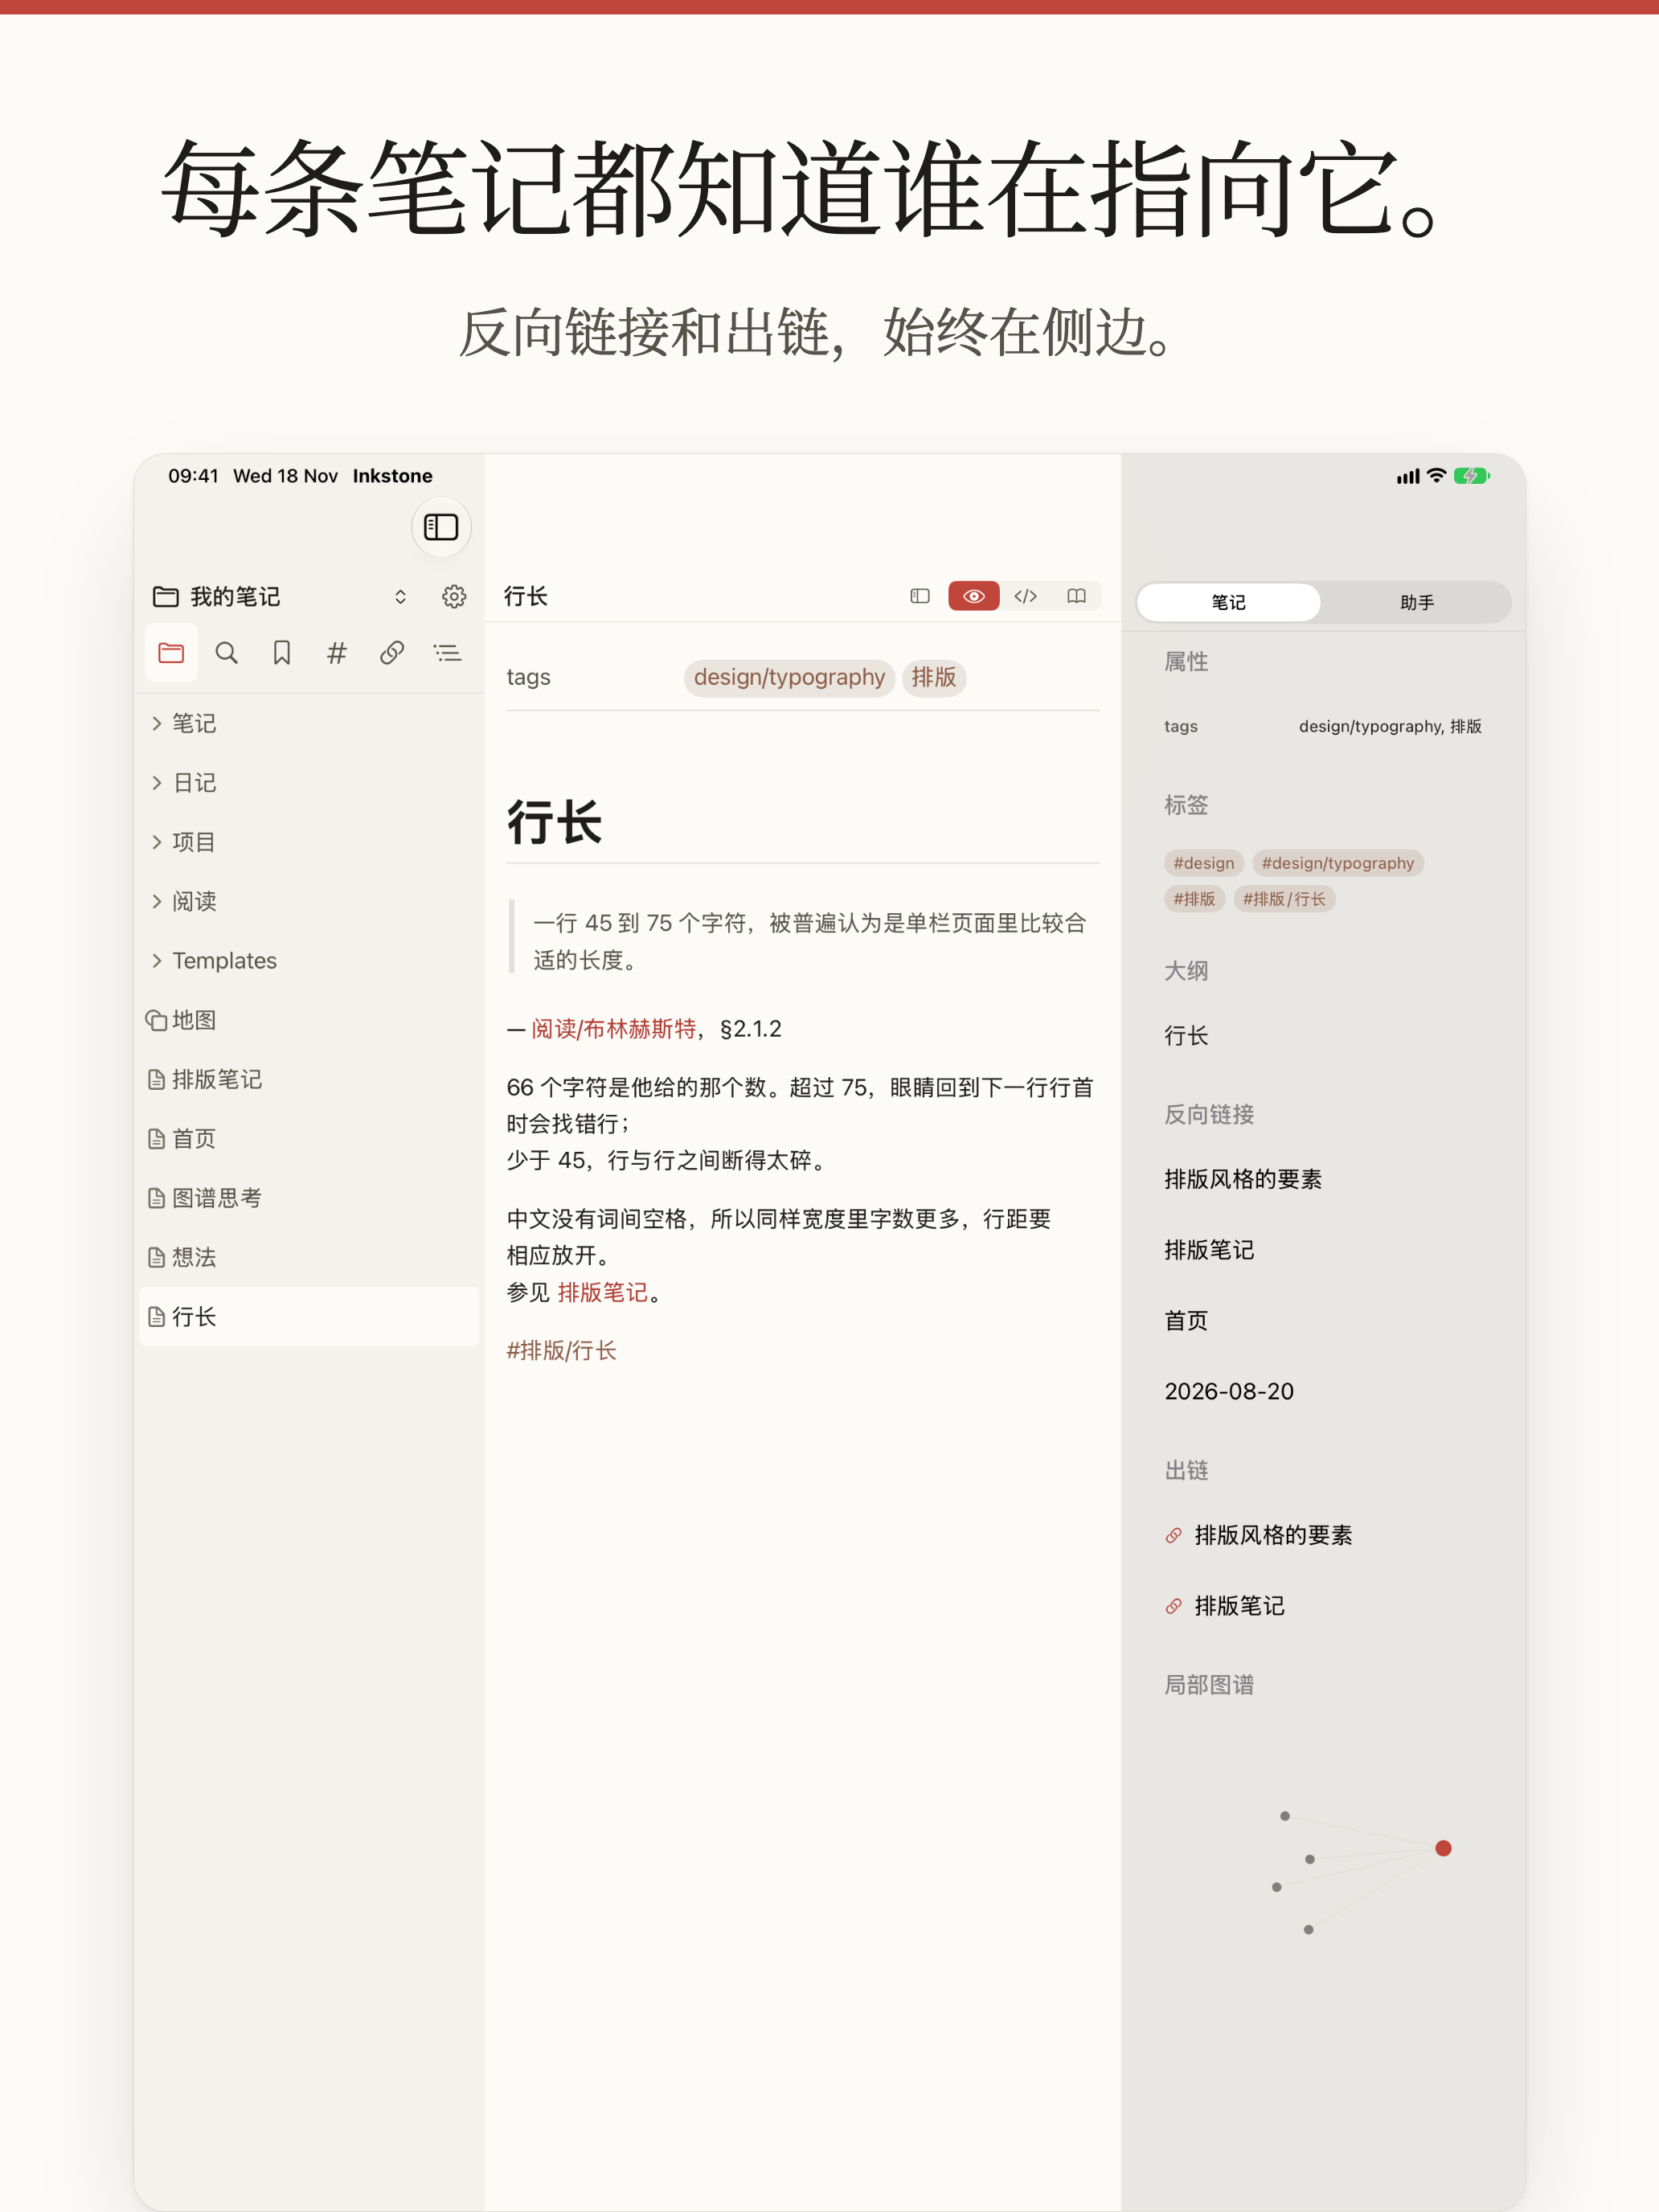 每条笔记都知道谁在指向它。
反向链接和出链，始终在侧边。
09:41 Wed 18 Nov Inkstone
我的笔记
笔记
日记
项目
阅读
Templates
地图
排版笔记
首页
图谱思考
想法
行长
行长
tags design/typography 排版
行长
一行 45 到 75 个字符，被普遍认为是单栏页面里比较合
适的长度。
— 阅读/布林赫斯特，§2.1.2
66 个字符是他给的那个数。超过 75，眼睛回到下一行行首
时会找错行；
少于 45，行与行之间断得太碎。
中文没有词间空格，所以同样宽度里字数更多，行距要
相应放开。
参见 排版笔记。
#排版/行长
笔记 助手
属性
tags design/typography, 排版
标签
#design #design/typography
#排版 #排版/行长
大纲
行长
反向链接
排版风格的要素
排版笔记
首页
2026-08-20
出链
排版风格的要素
排版笔记
局部图谱